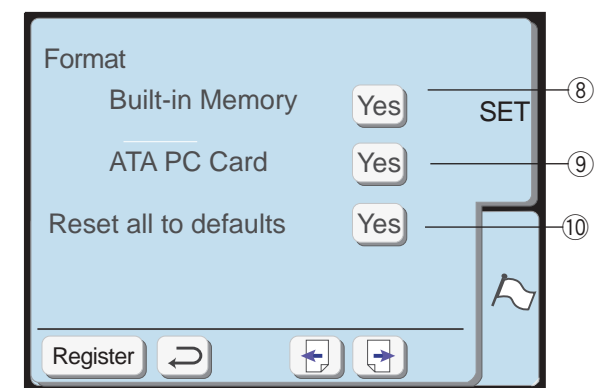 Format
Built-in Memory Yes ⑧
SET
ATA PC Card Yes ⑨
Reset all to defaults Yes ⑩
Register